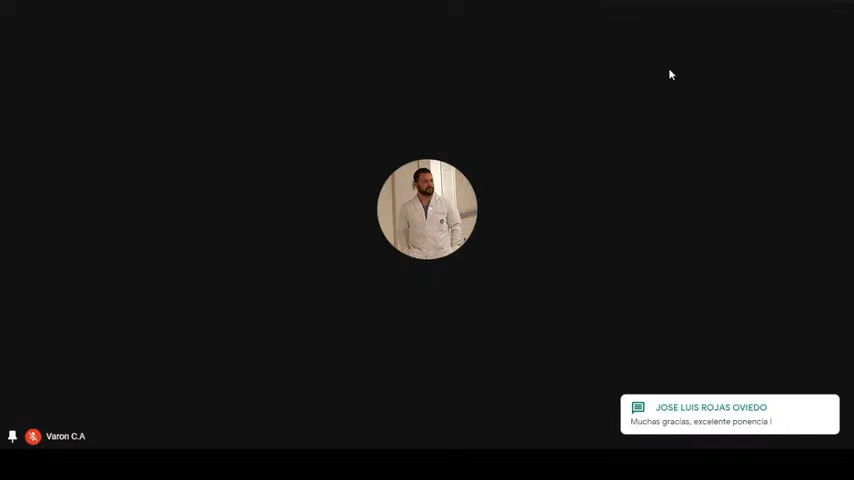 JOSE LUIS ROJAS OVIEDO
Muchas gracias, excelente ponencia !
Varon C.A